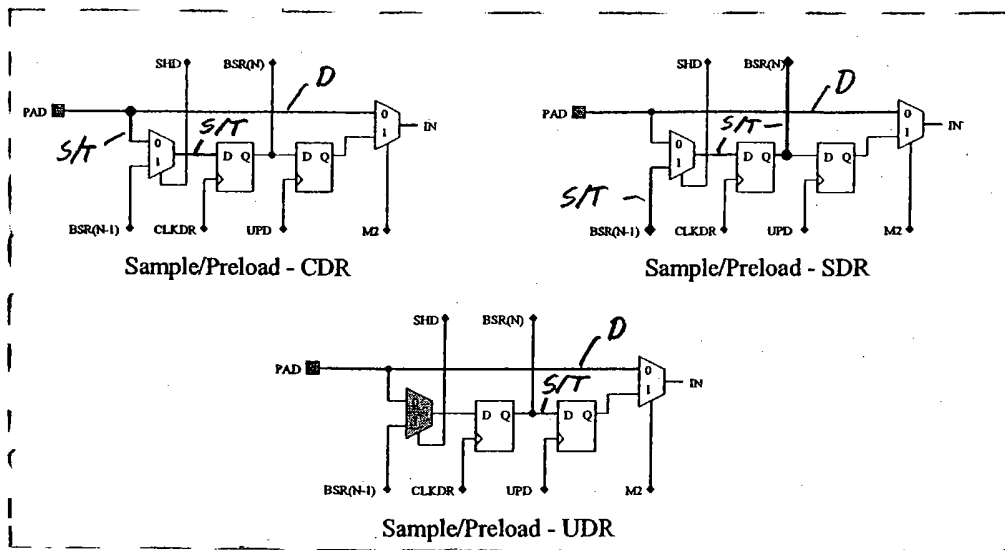 SHD BSR(N) D
PAD 0 1 IN
S/T S/T
0 1 D Q D Q
BSR(N-1) CLKDR UPD M2
Sample/Preload - CDR
SHD BSR(N) D
PAD 0 1 IN
S/T
0 1 D Q D Q
S/T
BSR(N-1) CLKDR UPD M2
Sample/Preload - SDR
SHD BSR(N) D
PAD 0 1 IN
S/T
D Q D Q
BSR(N-1) CLKDR UPD M2
Sample/Preload - UDR